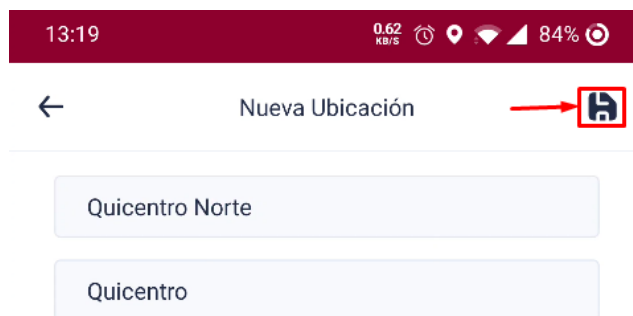 13:19 0.62 KB/S 84%
Nueva Ubicación
Quicentro Norte
Quicentro